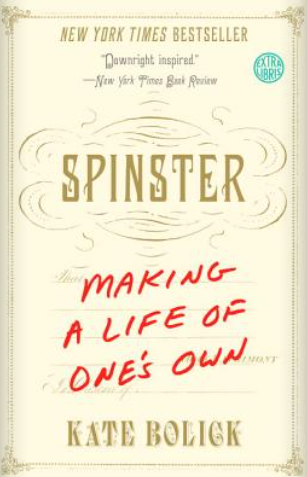 NEW YORK TIMES BESTSELLER
"Downright inspired."
—New York Times Book Review
EXTRA
LIBRIS
SPINSTER
MAKING
A LIFE OF
ONE'S OWN
KATE BOLICK